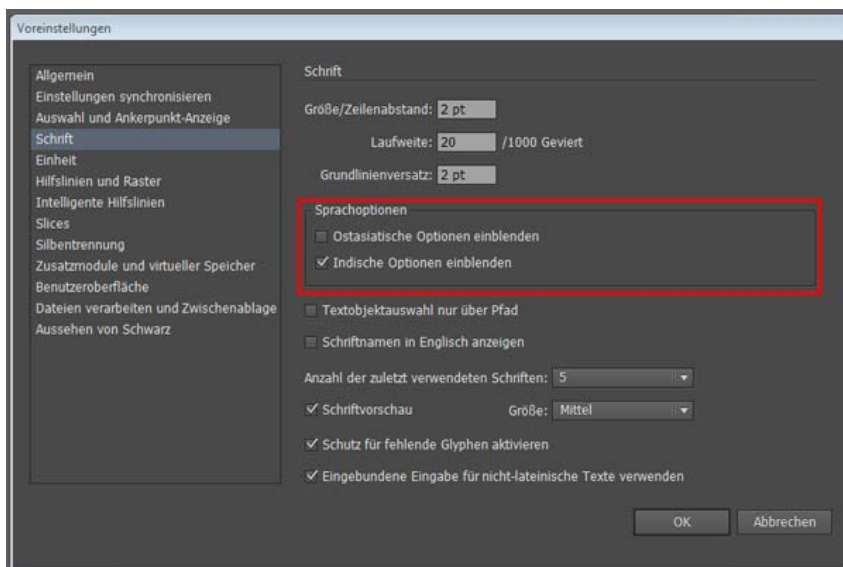 Voreinstellungen
Allgemein
Einstellungen synchronisieren
Auswahl und Ankerpunkt-Anzeige
Schrift
Einheit
Hilfslinien und Raster
Intelligente Hilfslinien
Slices
Silbentrennung
Zusatzmodule und virtueller Speicher
Benutzeroberfläche
Dateien verarbeiten und Zwischenablage
Aussehen von Schwarz
Schrift
Größe/Zeilenabstand: 2 pt
Laufweite: 20 /1000 Geviert
Grundlinienversatz: 2 pt
Sprachoptionen
Ostasiatische Optionen einblenden
Indische Optionen einblenden
Textobjektauswahl nur über Pfad
Schriftnamen in Englisch anzeigen
Anzahl der zuletzt verwendeten Schriften: 5
Schriftvorschau Größe: Mittel
Schutz für fehlende Glyphen aktivieren
Eingebundene Eingabe für nicht-lateinische Texte verwenden
OK Abbrechen